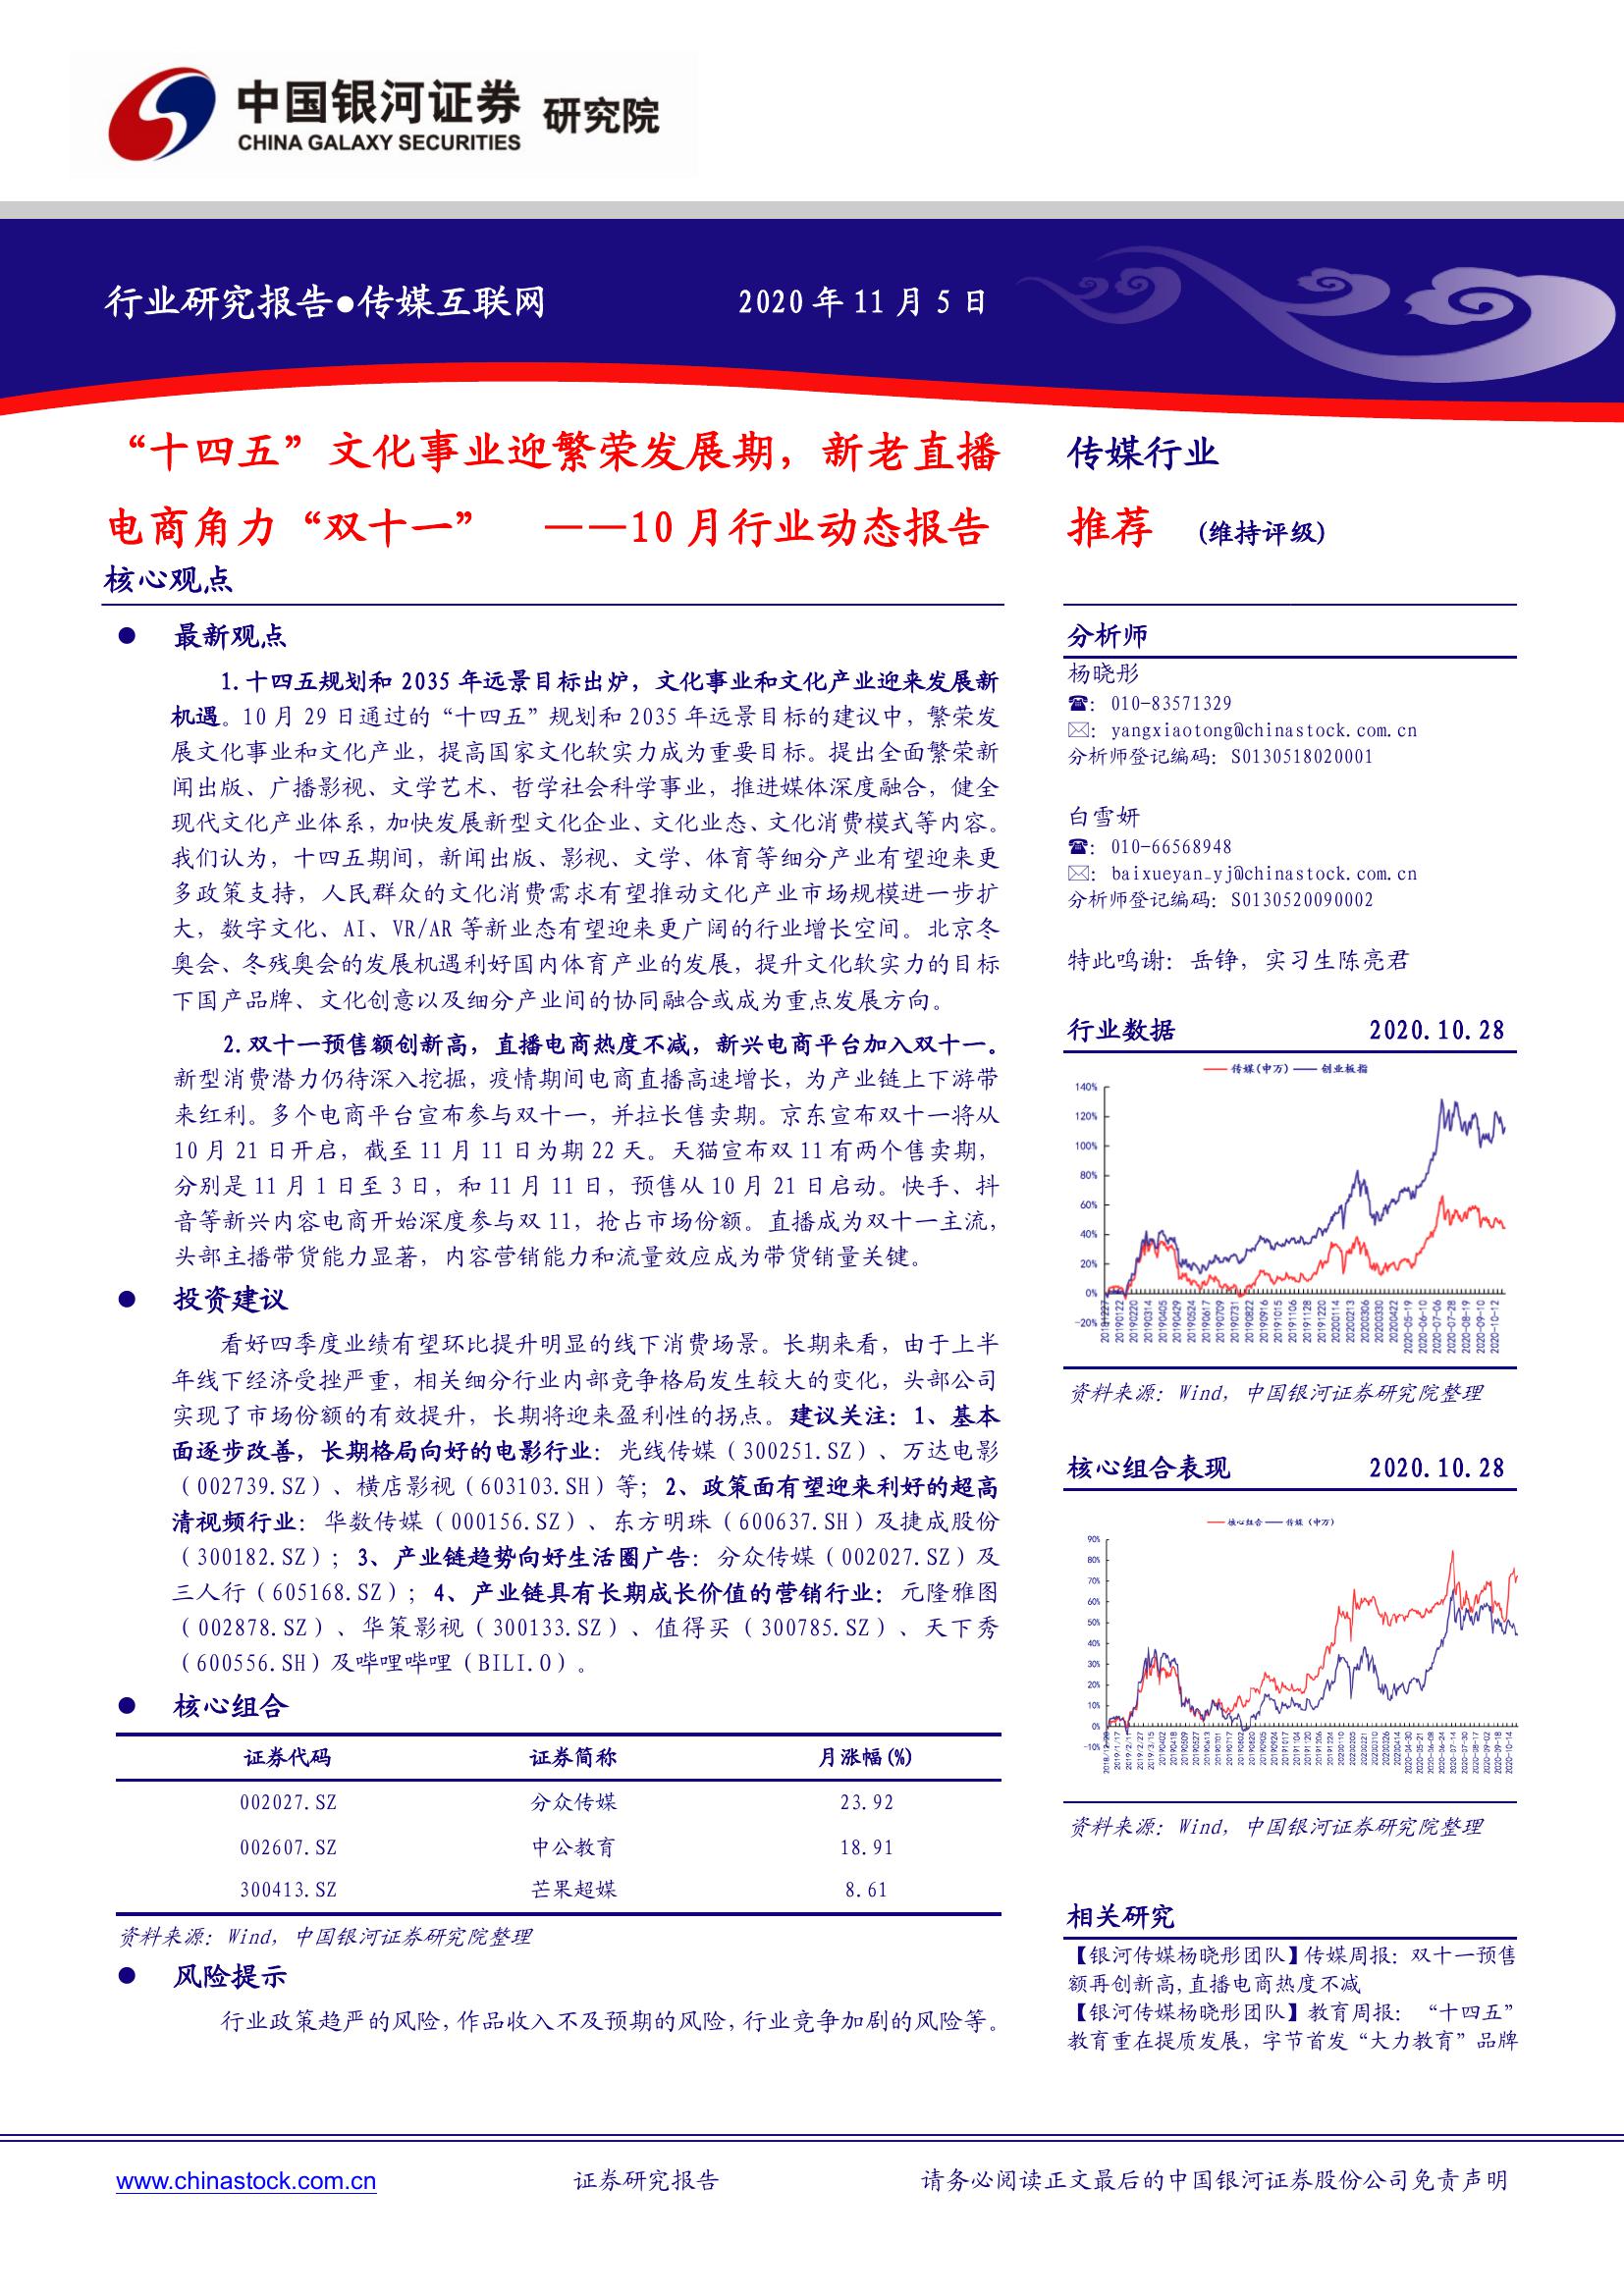 中国银河证券 研究院
CHINA GALAXY SECURITIES
行业研究报告●传媒互联网 2020 年 11 月 5 日
“十四五”文化事业迎繁荣发展期，新老直播
电商角力“双十一” ——10 月行业动态报告
核心观点
● 最新观点
1.十四五规划和 2035 年远景目标出炉，文化事业和文化产业迎来发展新
机遇。10 月 29 日通过的“十四五”规划和 2035 年远景目标的建议中，繁荣发
展文化事业和文化产业，提高国家文化软实力成为重要目标。提出全面繁荣新
闻出版、广播影视、文学艺术、哲学社会科学事业，推进媒体深度融合，健全
现代文化产业体系，加快发展新型文化企业、文化业态、文化消费模式等内容。
我们认为，十四五期间，新闻出版、影视、文学、体育等细分产业有望迎来更
多政策支持，人民群众的文化消费需求有望推动文化产业市场规模进一步扩
大，数字文化、AI、VR/AR 等新业态有望迎来更广阔的行业增长空间。北京冬
奥会、冬残奥会的发展机遇利好国内体育产业的发展，提升文化软实力的目标
下国产品牌、文化创意以及细分产业间的协同融合或成为重点发展方向。
2.双十一预售额创新高，直播电商热度不减，新兴电商平台加入双十一。
新型消费潜力仍待深入挖掘，疫情期间电商直播高速增长，为产业链上下游带
来红利。多个电商平台宣布参与双十一，并拉长售卖期。京东宣布双十一将从
10 月 21 日开启，截至 11 月 11 日为期 22 天。天猫宣布双 11 有两个售卖期，
分别是 11 月 1 日至 3 日，和 11 月 11 日，预售从 10 月 21 日启动。快手、抖
音等新兴内容电商开始深度参与双 11，抢占市场份额。直播成为双十一主流，
头部主播带货能力显著，内容营销能力和流量效应成为带货销量关键。
● 投资建议
看好四季度业绩有望环比提升明显的线下消费场景。长期来看，由于上半
年线下经济受挫严重，相关细分行业内部竞争格局发生较大的变化，头部公司
实现了市场份额的有效提升，长期将迎来盈利性的拐点。建议关注：1、基本
面逐步改善，长期格局向好的电影行业：光线传媒（300251.SZ）、万达电影
（002739.SZ）、横店影视（603103.SH）等；2、政策面有望迎来利好的超高
清视频行业：华数传媒（000156.SZ）、东方明珠（600637.SH）及捷成股份
（300182.SZ）；3、产业链趋势向好生活圈广告：分众传媒（002027.SZ）及
三人行（605168.SZ）；4、产业链具有长期成长价值的营销行业：元隆雅图
（002878.SZ）、华策影视（300133.SZ）、值得买（300785.SZ）、天下秀
（600556.SH）及哔哩哔哩（BILI.O）。
● 核心组合
证券代码 证券简称 月涨幅(%)
002027.SZ 分众传媒 23.92
002607.SZ 中公教育 18.91
300413.SZ 芒果超媒 8.61
资料来源：Wind，中国银河证券研究院整理
● 风险提示
行业政策趋严的风险，作品收入不及预期的风险，行业竞争加剧的风险等。
传媒行业
推荐 (维持评级)
分析师
杨晓彤
☎：010-83571329
✉：yangxiaotong@chinastock.com.cn
分析师登记编码：S0130518020001
白雪妍
☎：010-66568948
✉：baixueyan_yj@chinastock.com.cn
分析师登记编码：S0130520090002
特此鸣谢：岳铮，实习生陈亮君
行业数据 2020.10.28
传媒(申万) 创业板指
140%
120%
100%
80%
60%
40%
20%
0%
-20%
20190122
20190220
20190314
20190405
20190429
20190524
20190617
20190709
20190731
20190822
20190916
20191015
20191106
20191128
20191220
20200114
20200213
20200306
20200330
20200422
2020-05-19
2020-06-10
2020-07-06
2020-07-28
2020-08-19
2020-09-10
2020-10-12
资料来源：Wind，中国银河证券研究院整理
核心组合表现 2020.10.28
核心组合 传媒（申万）
90%
80%
70%
60%
50%
40%
30%
20%
10%
0%
-10%
资料来源：Wind，中国银河证券研究院整理
相关研究
【银河传媒杨晓彤团队】传媒周报：双十一预售
额再创新高，直播电商热度不减
【银河传媒杨晓彤团队】教育周报：“十四五”
教育重在提质发展，字节首发“大力教育”品牌
www.chinastock.com.cn 证券研究报告 请务必阅读正文最后的中国银河证券股份公司免责声明